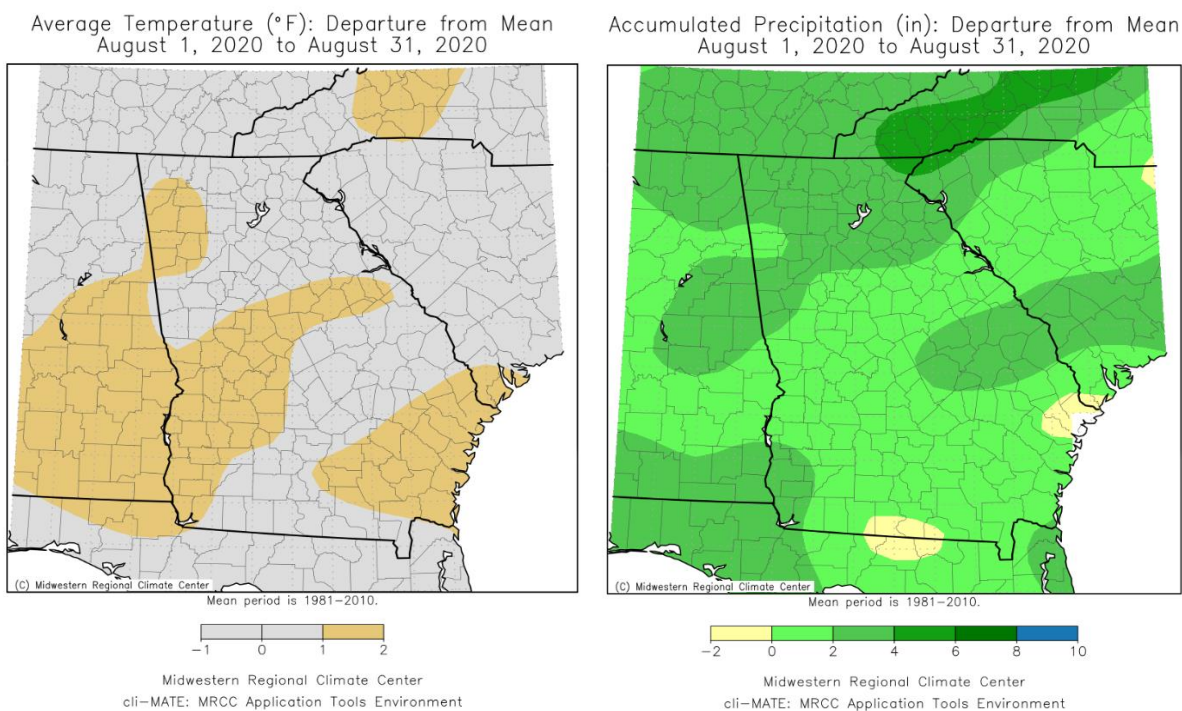 Average Temperature (°F): Departure from Mean
August 1, 2020 to August 31, 2020
(C) Midwestern Regional Climate Center
Mean period is 1981-2010.
-1 0 1 2
Midwestern Regional Climate Center
cli-MATE: MRCC Application Tools Environment
Accumulated Precipitation (in): Departure from Mean
August 1, 2020 to August 31, 2020
(C) Midwestern Regional Climate Center
Mean period is 1981-2010.
-2 0 2 4 6 8 10
Midwestern Regional Climate Center
cli-MATE: MRCC Application Tools Environment